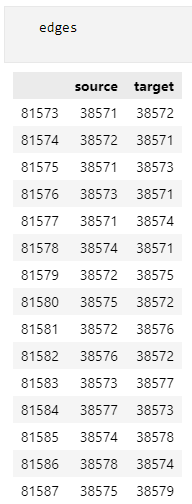 edges
source target
81573 38571 38572
81574 38572 38571
81575 38571 38573
81576 38573 38571
81577 38571 38574
81578 38574 38571
81579 38572 38575
81580 38575 38572
81581 38572 38576
81582 38576 38572
81583 38573 38577
81584 38577 38573
81585 38574 38578
81586 38578 38574
81587 38575 38579